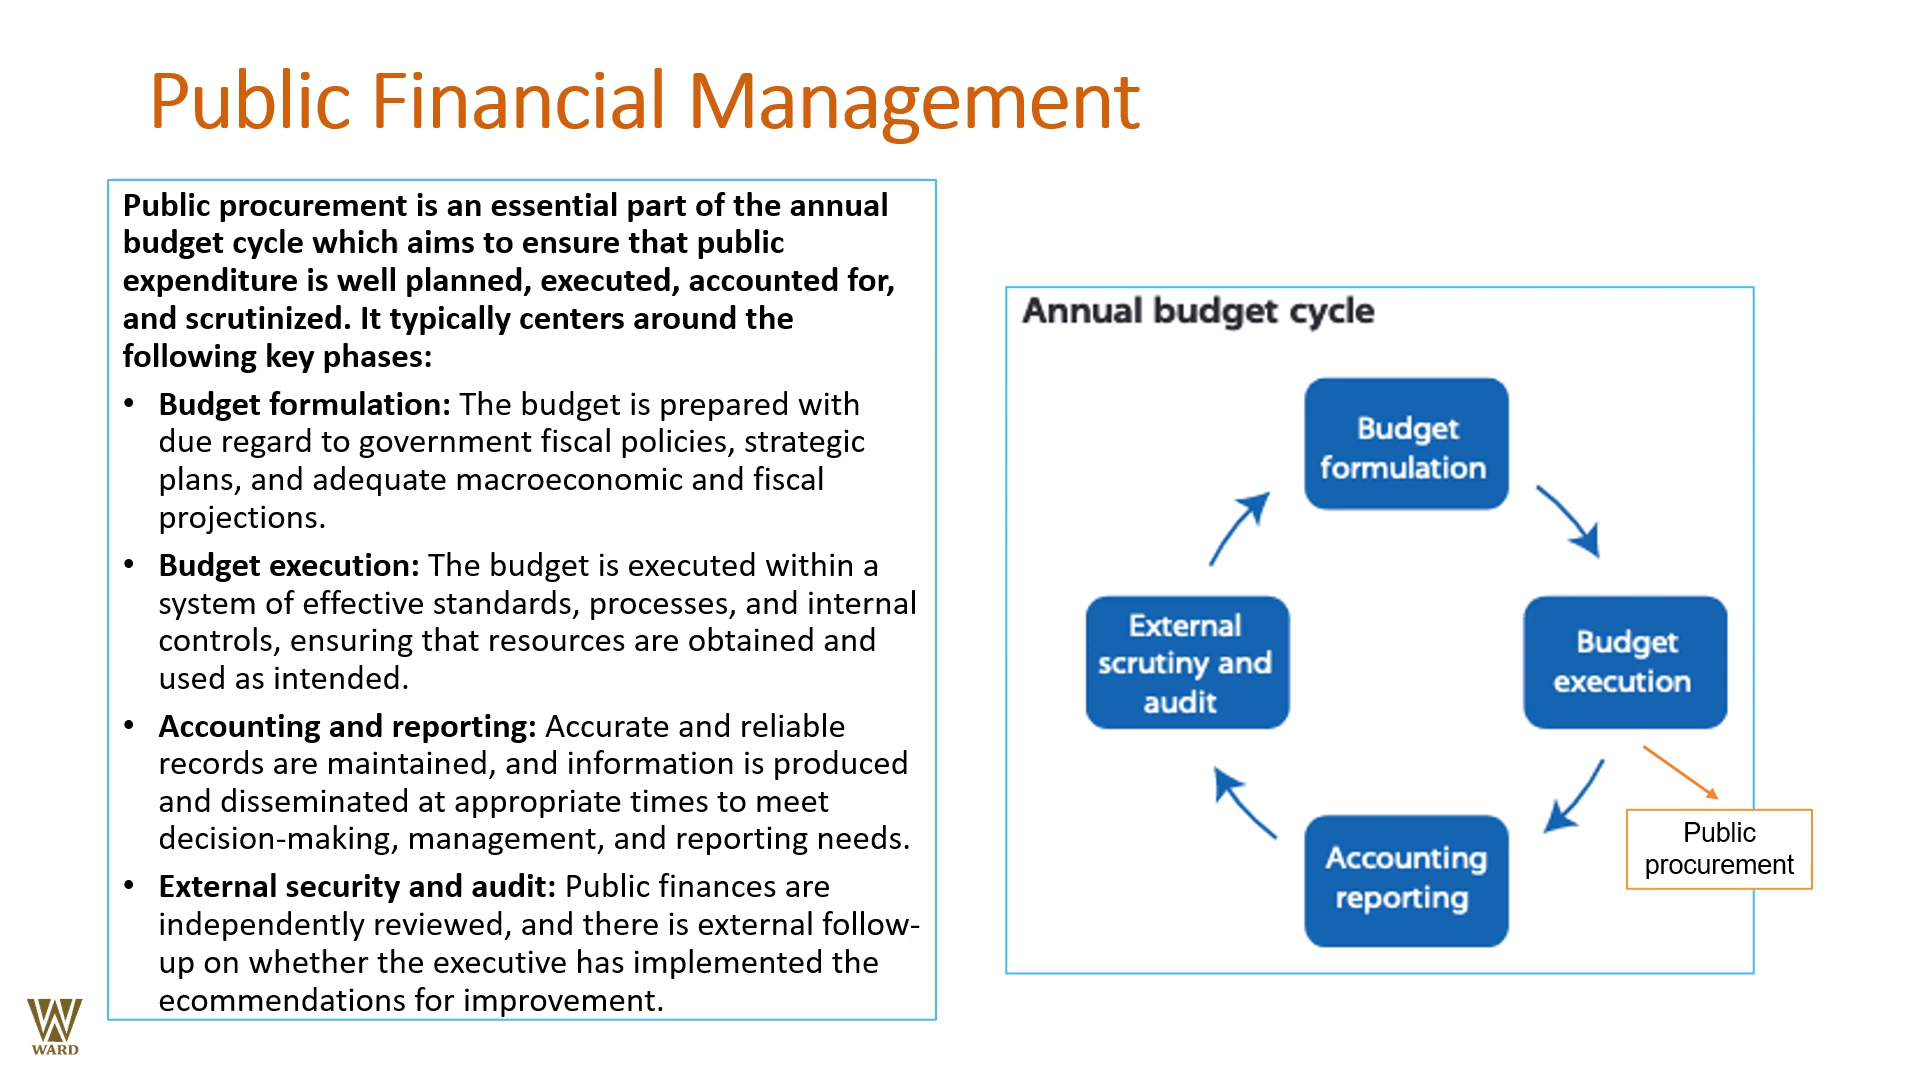 Public Financial Management
Public procurement is an essential part of the annual
budget cycle which aims to ensure that public
expenditure is well planned, executed, accounted for,
and scrutinized. It typically centers around the
following key phases:
• Budget formulation: The budget is prepared with
due regard to government fiscal policies, strategic
plans, and adequate macroeconomic and fiscal
projections.
• Budget execution: The budget is executed within a
system of effective standards, processes, and internal
controls, ensuring that resources are obtained and
used as intended.
• Accounting and reporting: Accurate and reliable
records are maintained, and information is produced
and disseminated at appropriate times to meet
decision-making, management, and reporting needs.
• External security and audit: Public finances are
independently reviewed, and there is external follow-
up on whether the executive has implemented the
ecommendations for improvement.
Annual budget cycle
Budget
formulation
External
scrutiny and
audit
Budget
execution
Accounting
reporting
Public
procurement
WARD